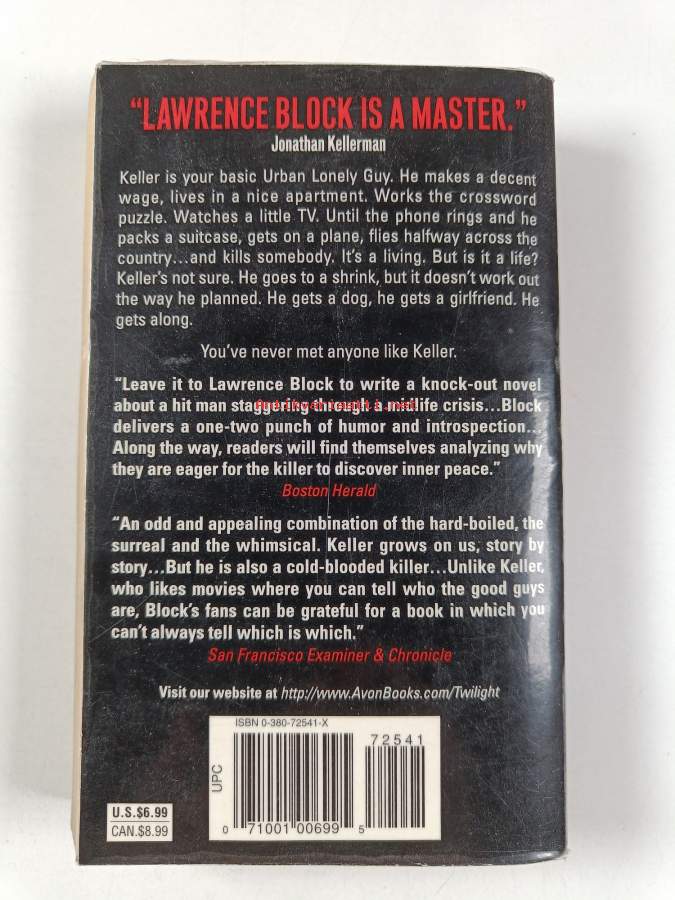 “LAWRENCE BLOCK IS A MASTER.”
Jonathan Kellerman
Keller is your basic Urban Lonely Guy. He makes a decent
wage, lives in a nice apartment. Works the crossword
puzzle. Watches a little TV. Until the phone rings and he
packs a suitcase, gets on a plane, flies halfway across the
country...and kills somebody. It's a living. But is it a life?
Keller's not sure. He goes to a shrink, but it doesn't work out
the way he planned. He gets a dog, he gets a girlfriend. He
gets along.
You've never met anyone like Keller.
“Leave it to Lawrence Block to write a knock-out novel
about a hit man staggering through a midlife crisis...Block
delivers a one-two punch of humor and introspection...
Along the way, readers will find themselves analyzing why
they are eager for the killer to discover inner peace.”
Boston Herald
“An odd and appealing combination of the hard-boiled, the
surreal and the whimsical. Keller grows on us, story by
story...But he is also a cold-blooded killer...Unlike Keller,
who likes movies where you can tell who the good guys
are, Block's fans can be grateful for a book in which you
can't always tell which is which.”
San Francisco Examiner & Chronicle
Visit our website at http://www.AvonBooks.com/Twilight
ISBN 0-380-72541-X
72541
UPC
0 71001 00699 5
U.S.$6.99
CAN.$8.99